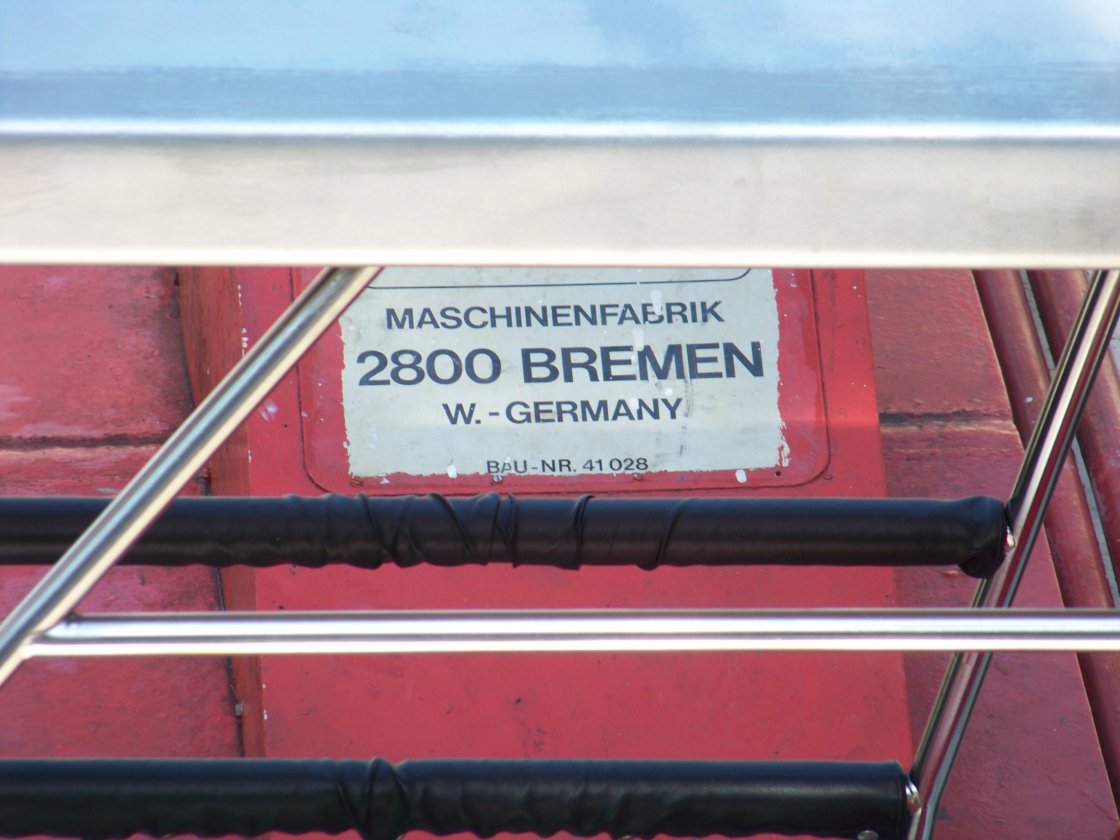 MASCHINENFABRIK
2800 BREMEN
W.-GERMANY
BAU-NR. 41028